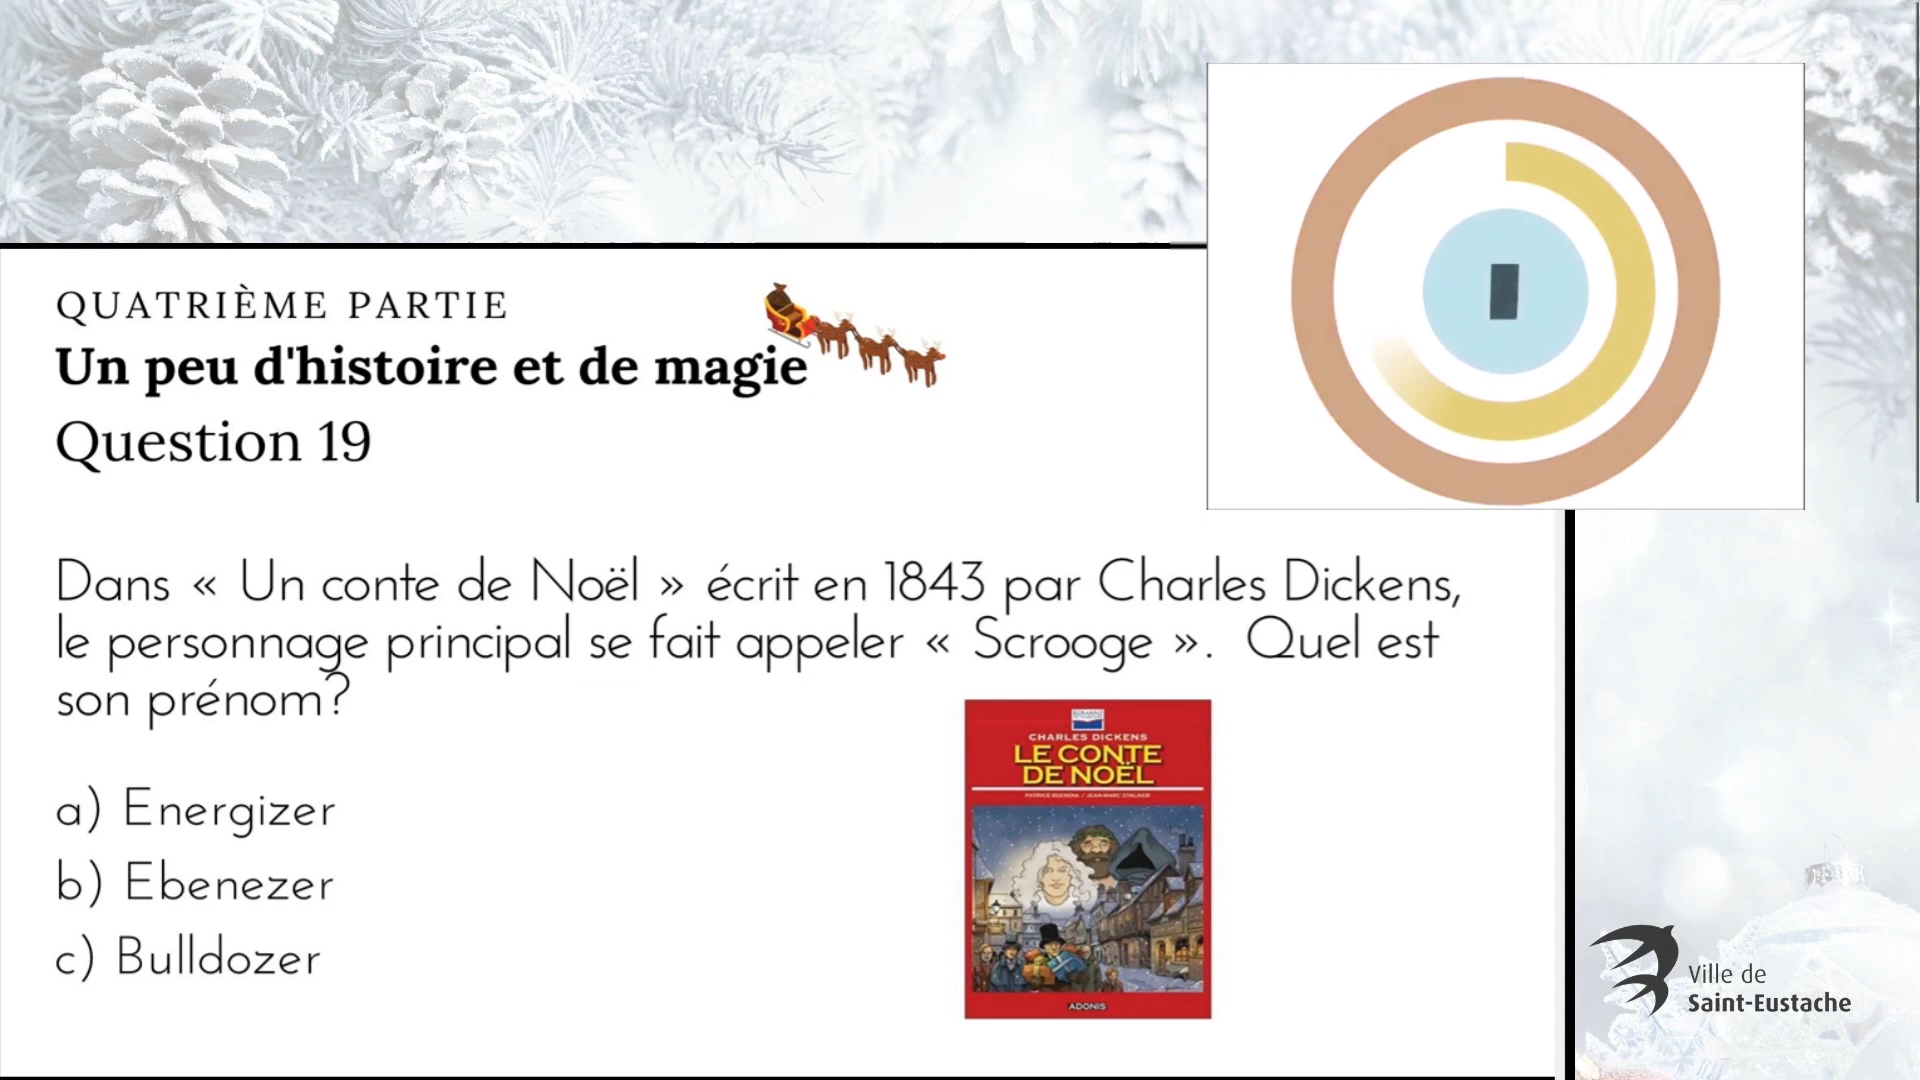 QUATRIÈME PARTIE
Un peu d'histoire et de magie
Question 19
Dans « Un conte de Noël » écrit en 1843 par Charles Dickens,
le personnage principal se fait appeler « Scrooge ». Quel est
son prénom?
a) Energizer
b) Ebenezer
c) Bulldozer
CHARLES DICKENS
LE CONTE
DE NOËL
ADONIS
Ville de
Saint-Eustache